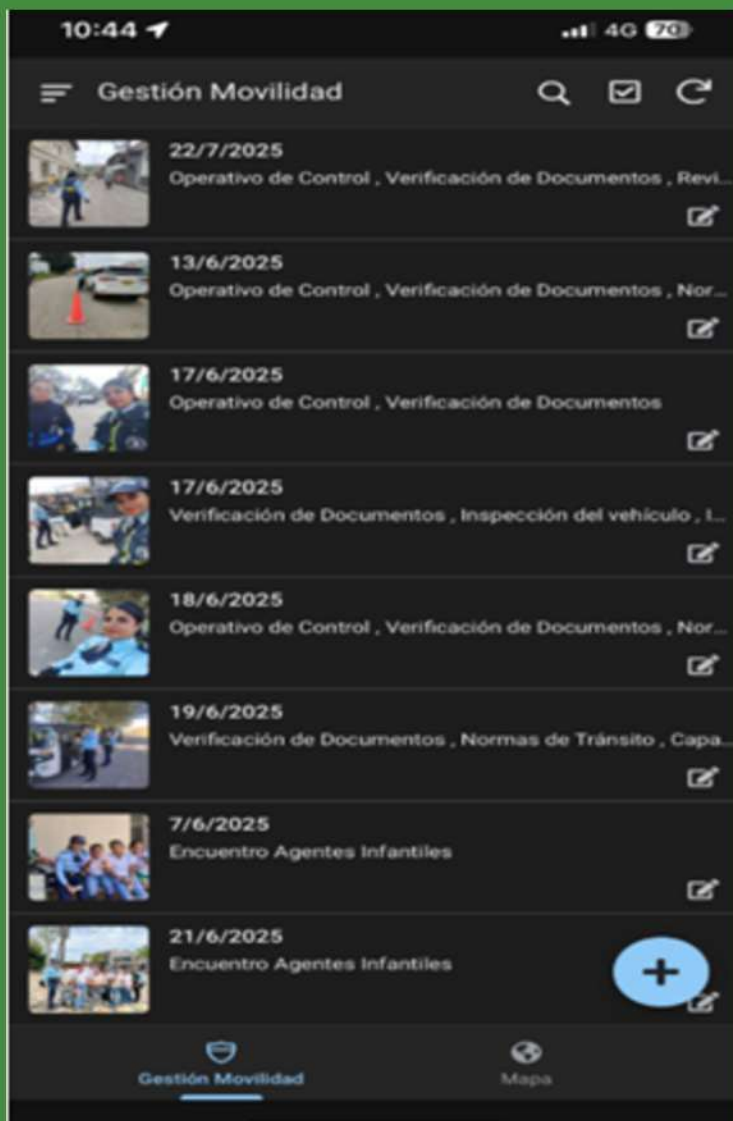 10:44
4G 70
Gestión Movilidad
22/7/2025
Operativo de Control , Verificación de Documentos , Revi...
13/6/2025
Operativo de Control , Verificación de Documentos , Nor...
17/6/2025
Operativo de Control , Verificación de Documentos
17/6/2025
Verificación de Documentos , Inspección del vehículo , I...
18/6/2025
Operativo de Control , Verificación de Documentos , Nor...
19/6/2025
Verificación de Documentos , Normas de Tránsito , Capa...
7/6/2025
Encuentro Agentes Infantiles
21/6/2025
Encuentro Agentes Infantiles
Gestión Movilidad
Mapa